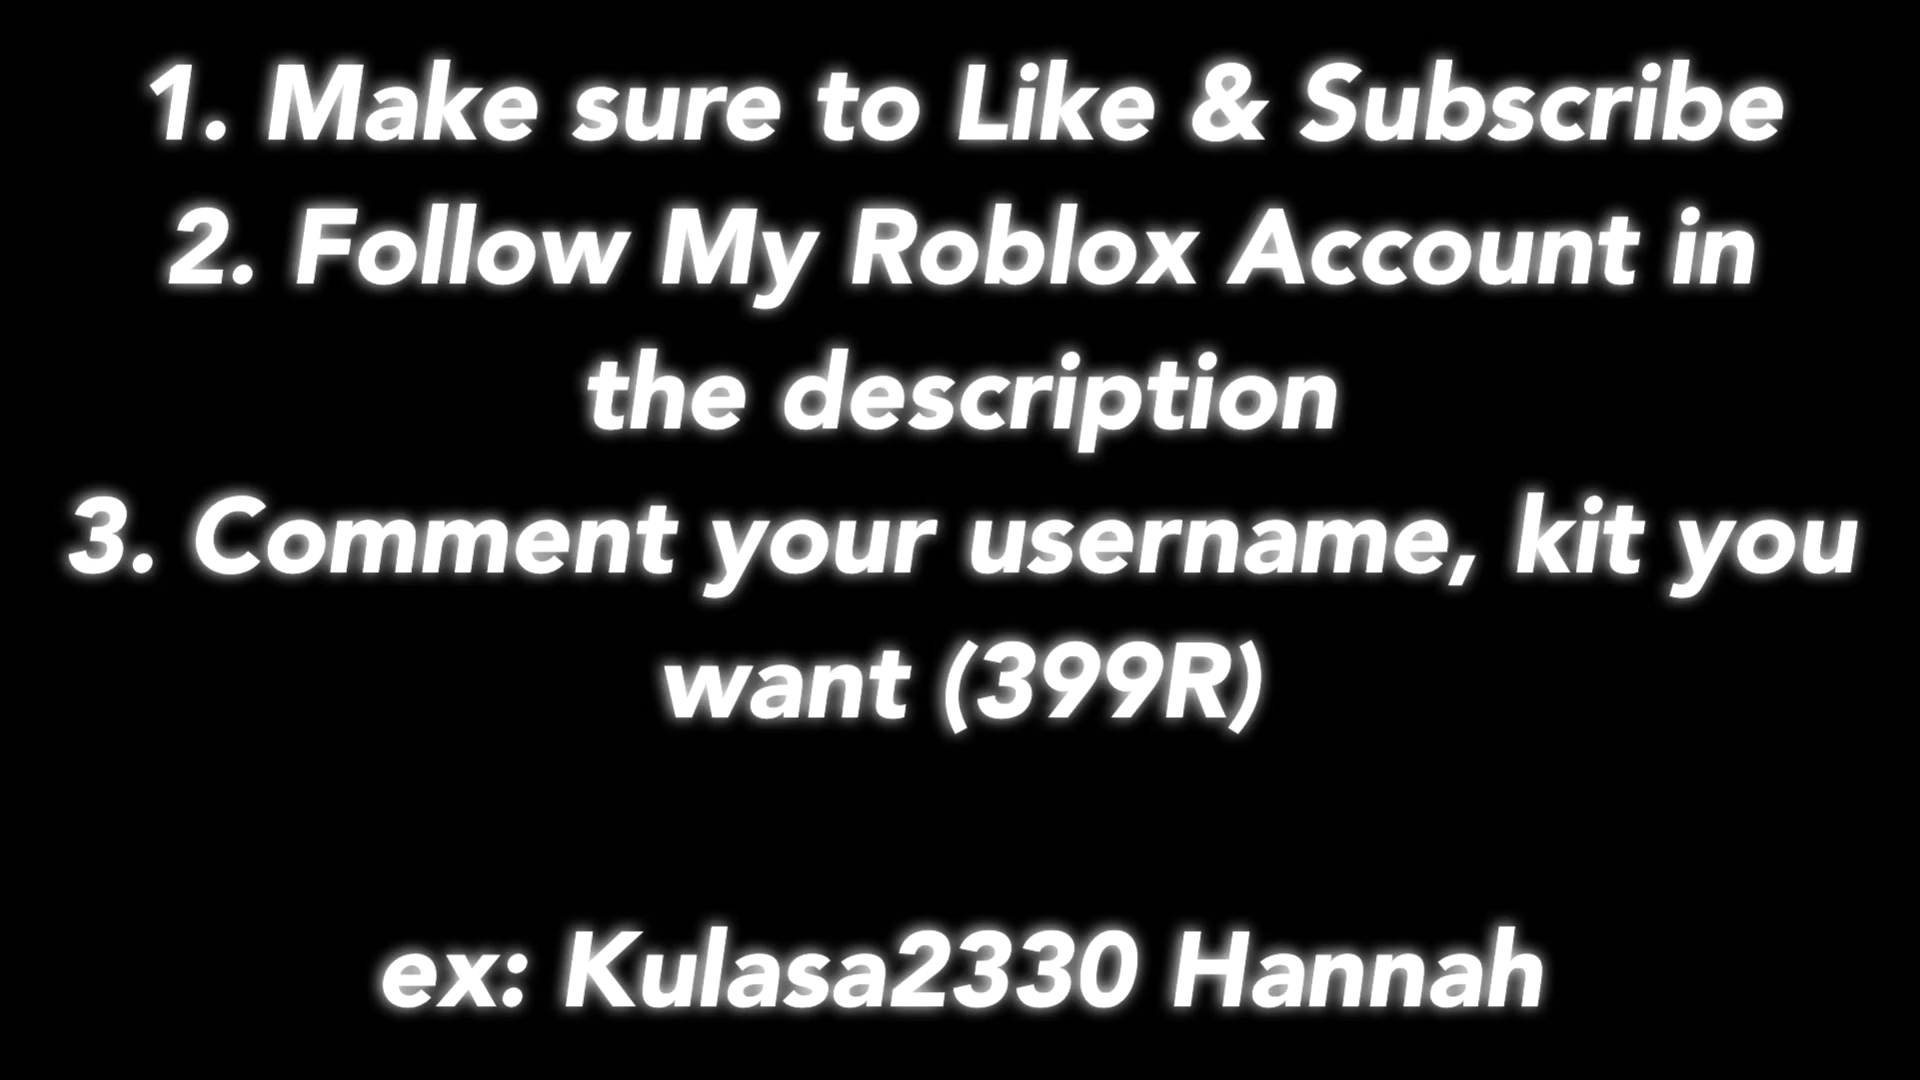 1. Make sure to Like & Subscribe
2. Follow My Roblox Account in
the description
3. Comment your username, kit you
want (399R)
ex: Kulasa2330 Hannah